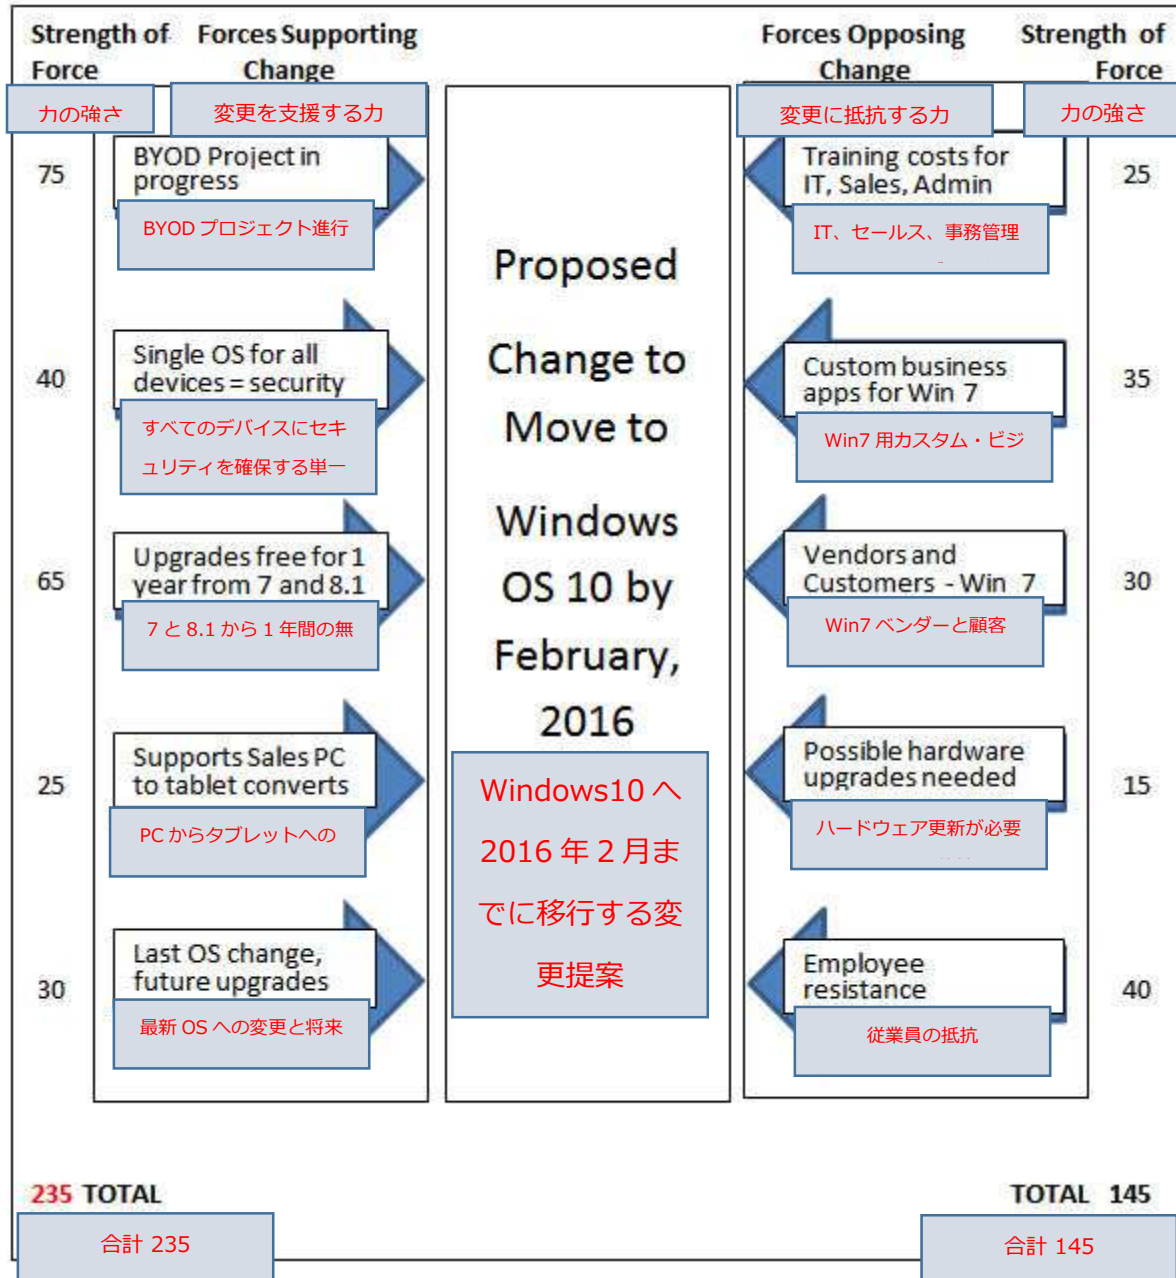 Strength of Force
Forces Supporting Change
Forces Opposing Change
Strength of Force
力の強さ
変更を支援する力
変更に抵抗する力
力の強さ
75
BYOD Project in
progress
BYOD プロジェクト進行
40
Single OS for all
devices = security
すべてのデバイスにセキ
ュリティを確保する単一
65
Upgrades free for 1
year from 7 and 8.1
7 と 8.1 から 1 年間の無
25
Supports Sales PC
to tablet converts
PC からタブレットへの
30
Last OS change,
future upgrades
最新 OS への変更と将来
Proposed
Change to
Move to
Windows
OS 10 by
February,
2016
Windows10 へ
2016 年 2 月ま
でに移行する変
更提案
Training costs for
IT, Sales, Admin
IT、セールス、事務管理
25
Custom business
apps for Win 7
Win7 用カスタム・ビジ
35
Vendors and
Customers - Win 7
Win7 ベンダーと顧客
30
Possible hardware
upgrades needed
ハードウェア更新が必要
15
Employee
resistance
従業員の抵抗
40
235 TOTAL
合計 235
TOTAL 145
合計 145